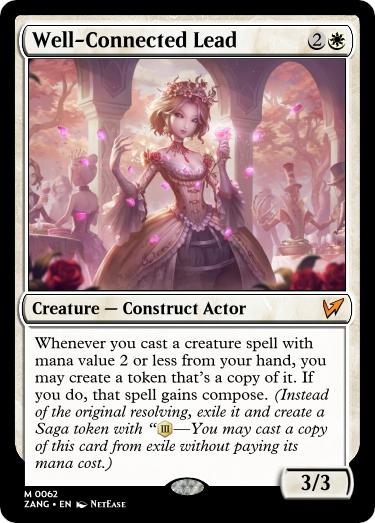 Well-Connected Lead 2
Creature — Construct Actor
Whenever you cast a creature spell with
mana value 2 or less from your hand, you
may create a token that's a copy of it. If
you do, that spell gains compose. (Instead
of the original resolving, exile it and create a
Saga token with “III—You may cast a copy
of this card from exile without paying its
mana cost.)
3/3
M 0062
ZANG • EN NetEase